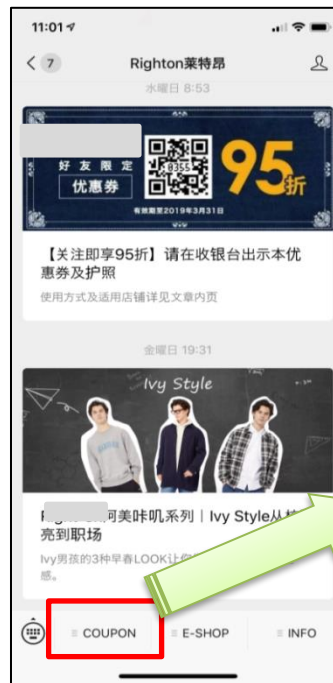 11:01
7
Righton莱特昂
水曜日 8:53
好友限定
优惠券
8355
95折
有效期至2019年3月31日
【关注即享95折】请在收银台出示本优
惠券及护照
使用方式及适用店铺详见文章内页
金曜日 19:31
Ivy Style
阿美咔叽系列｜Ivy Style从
亮到职场
Ivy男孩的3种早春LOOK让
感。
COUPON
E-SHOP
INFO